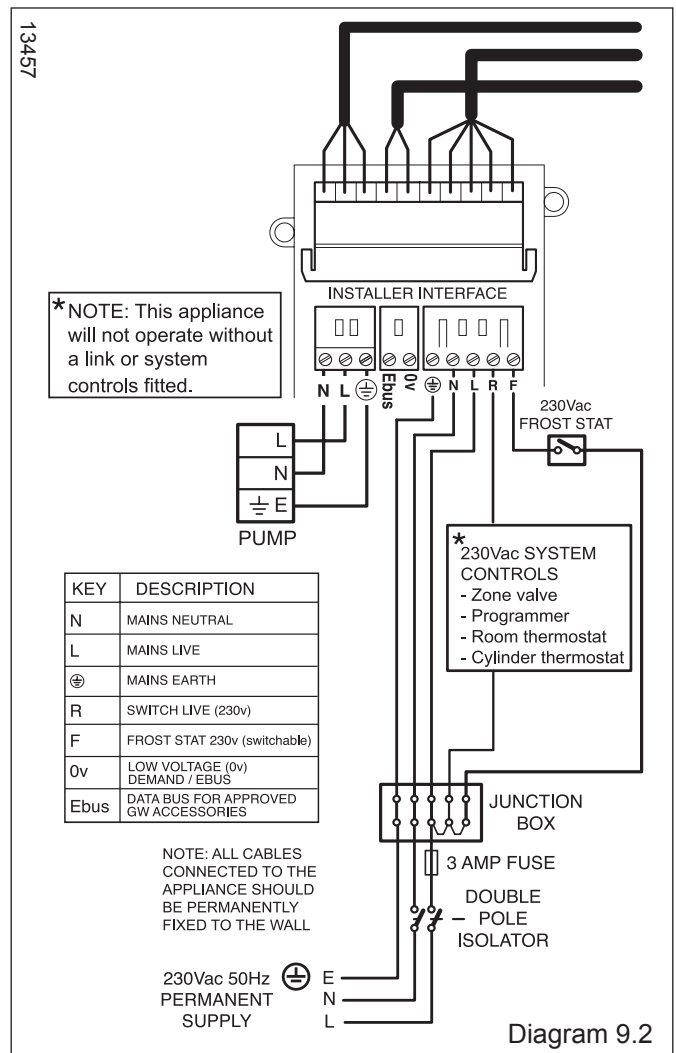 13457
INSTALLER INTERFACE
*NOTE: This appliance
will not operate without
a link or system
controls fitted.
N L Ebus 0v N L R F
230Vac
FROST STAT
L
N
E
PUMP
*
230Vac SYSTEM
CONTROLS
- Zone valve
- Programmer
- Room thermostat
- Cylinder thermostat
KEY DESCRIPTION
N MAINS NEUTRAL
L MAINS LIVE
MAINS EARTH
R SWITCH LIVE (230v)
F FROST STAT 230v (switchable)
0v LOW VOLTAGE (0v)
DEMAND / EBUS
Ebus DATA BUS FOR APPROVED
GW ACCESSORIES
JUNCTION
BOX
NOTE: ALL CABLES
CONNECTED TO THE
APPLIANCE SHOULD
BE PERMANENTLY
FIXED TO THE WALL
3 AMP FUSE
DOUBLE
POLE
ISOLATOR
230Vac 50Hz
PERMANENT
SUPPLY
E
N
L
Diagram 9.2